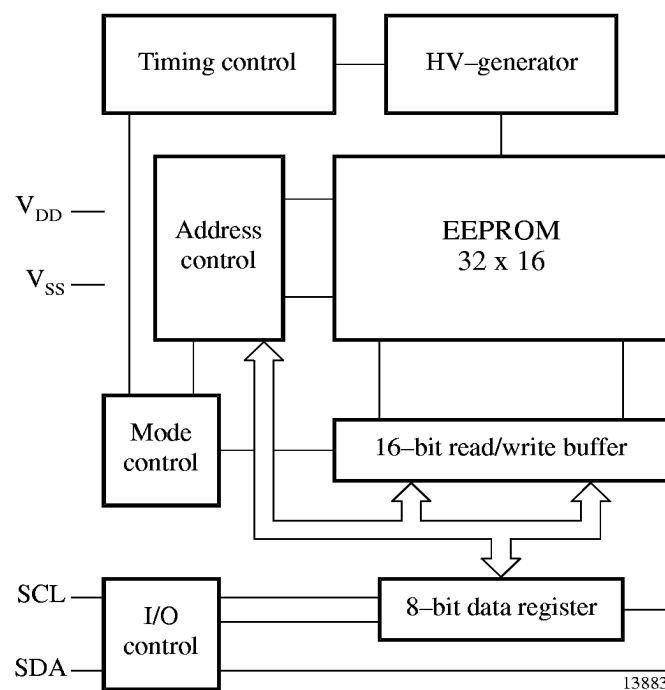 Timing control
HV–generator
V_DD
V_SS
Address
control
EEPROM
32 x 16
Mode
control
16–bit read/write buffer
SCL
SDA
I/O
control
8–bit data register
13883